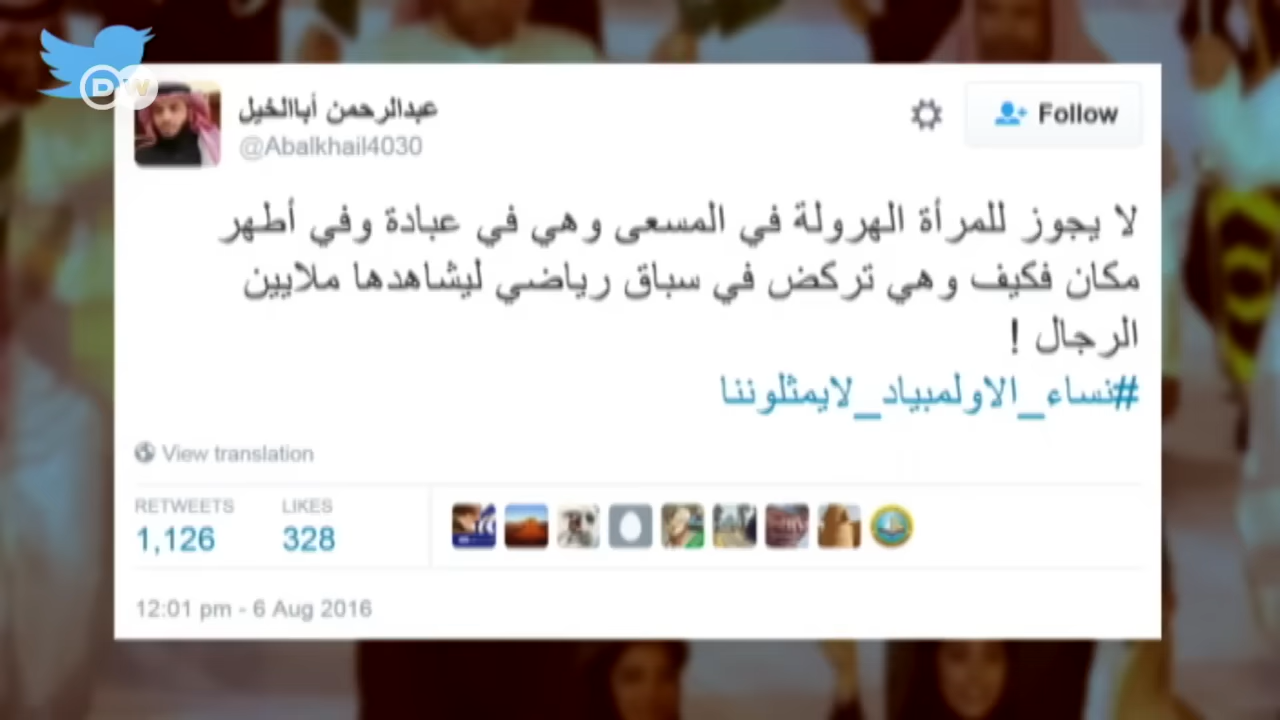 DW
عبدالرحمن أباالخيل
@Abalkhail4030
Follow
لا يجوز للمرأة الهرولة في المسعى وهي في عبادة وفي أطهر
مكان فكيف وهي تركض في سباق رياضي ليشاهدها ملايين
الرجال !
#نساء_الاولمبياد_لايمثلوننا
View translation
RETWEETS LIKES
1,126 328
12:01 pm - 6 Aug 2016